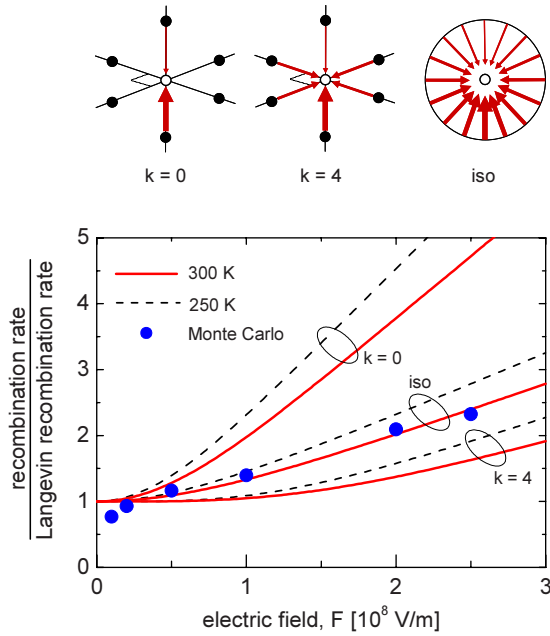 k = 0 k = 4 iso
recombination rate
Langevin recombination rate
5
4
3
2
1
0
300 K
250 K
Monte Carlo
k = 0
iso
k = 4
0 1 2 3
electric field, F [10⁸ V/m]